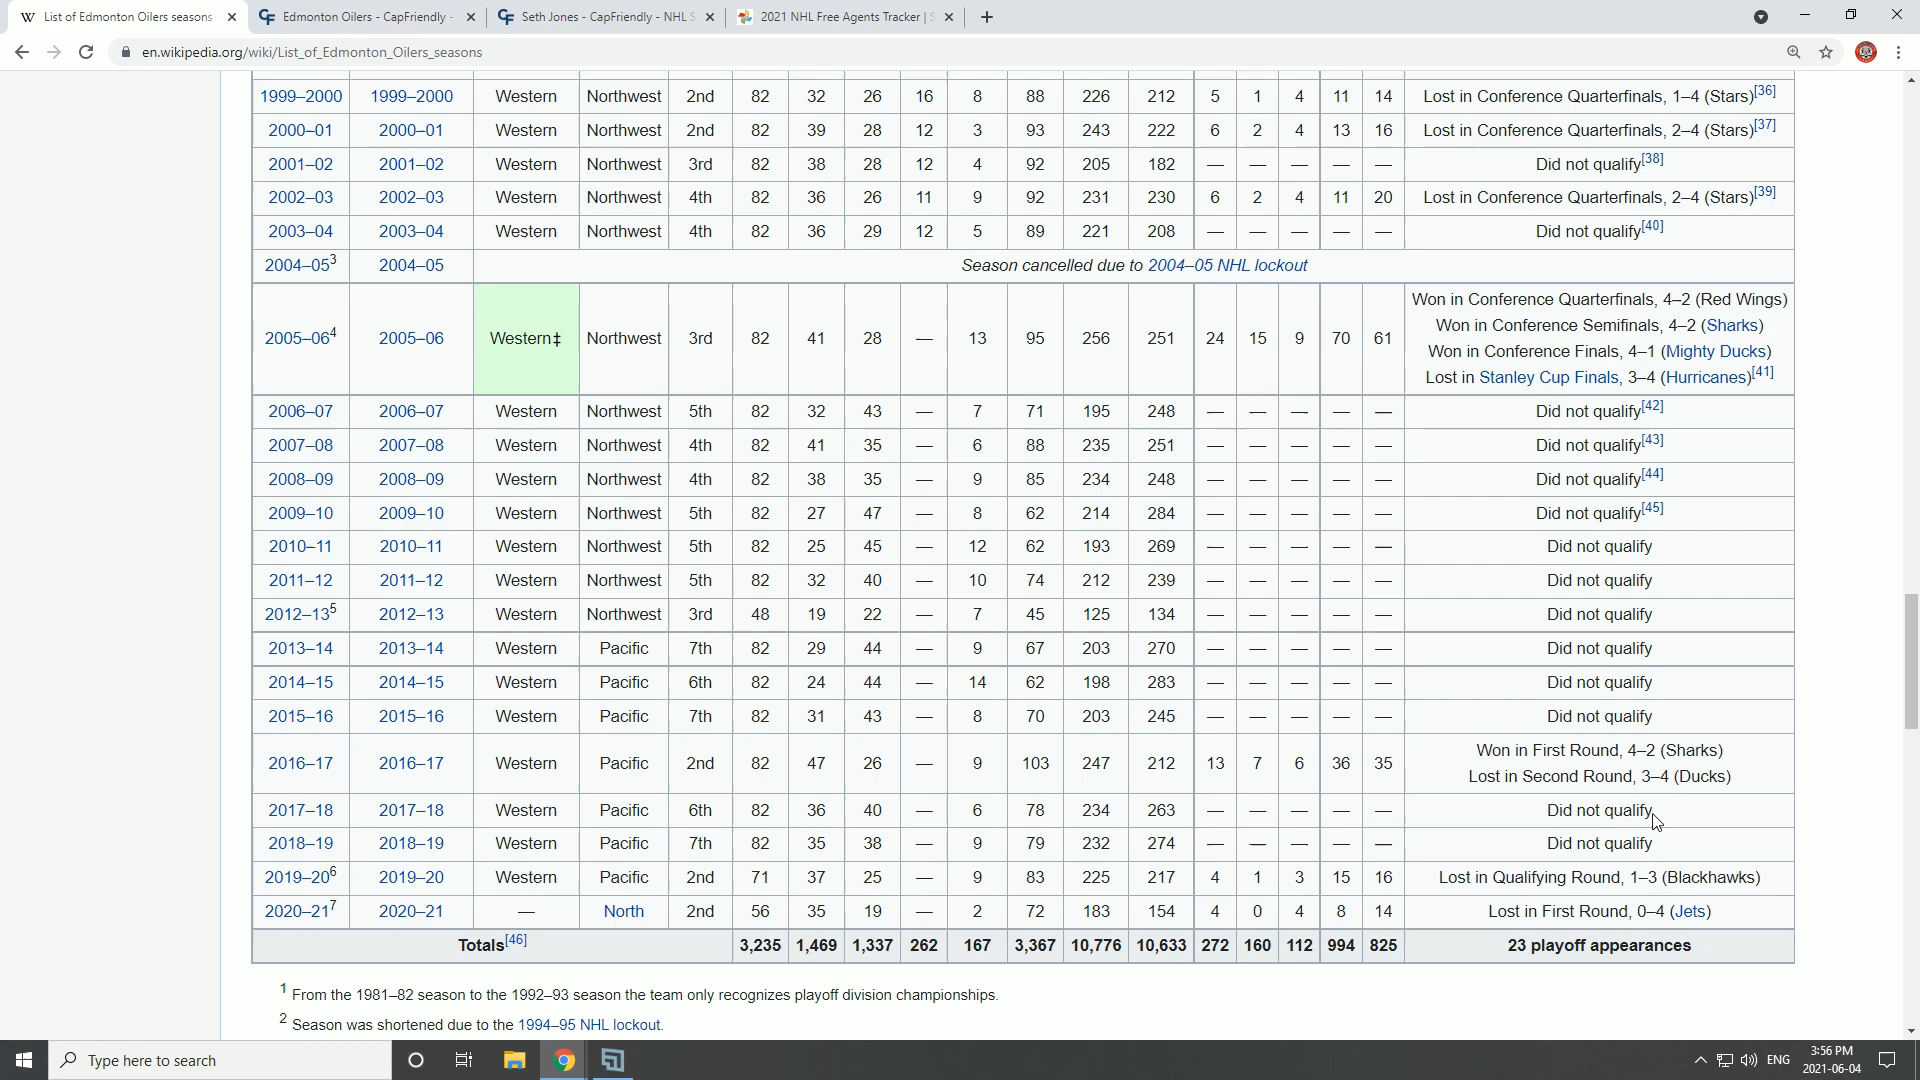 List of Edmonton Oilers seasons
Edmonton Oilers - CapFriendly -
Seth Jones - CapFriendly - NHL S
2021 NHL Free Agents Tracker | S
en.wikipedia.org/wiki/List_of_Edmonton_Oilers_seasons
1999–2000 1999–2000 Western Northwest 2nd 82 32 26 16 8 88 226 212 5 1 4 11 14 Lost in Conference Quarterfinals, 1–4 (Stars)[36]
2000–01 2000–01 Western Northwest 2nd 82 39 28 12 3 93 243 222 6 2 4 13 16 Lost in Conference Quarterfinals, 2–4 (Stars)[37]
2001–02 2001–02 Western Northwest 3rd 82 38 28 12 4 92 205 182 — — — — — Did not qualify[38]
2002–03 2002–03 Western Northwest 4th 82 36 26 11 9 92 231 230 6 2 4 11 20 Lost in Conference Quarterfinals, 2–4 (Stars)[39]
2003–04 2003–04 Western Northwest 4th 82 36 29 12 5 89 221 208 — — — — — Did not qualify[40]
2004–05³ 2004–05 Season cancelled due to 2004–05 NHL lockout
2005–06⁴ 2005–06 Western‡ Northwest 3rd 82 41 28 — 13 95 256 251 24 15 9 70 61 Won in Conference Quarterfinals, 4–2 (Red Wings)
Won in Conference Semifinals, 4–2 (Sharks)
Won in Conference Finals, 4–1 (Mighty Ducks)
Lost in Stanley Cup Finals, 3–4 (Hurricanes)[41]
2006–07 2006–07 Western Northwest 5th 82 32 43 — 7 71 195 248 — — — — — Did not qualify[42]
2007–08 2007–08 Western Northwest 4th 82 41 35 — 6 88 235 251 — — — — — Did not qualify[43]
2008–09 2008–09 Western Northwest 4th 82 38 35 — 9 85 234 248 — — — — — Did not qualify[44]
2009–10 2009–10 Western Northwest 5th 82 27 47 — 8 62 214 284 — — — — — Did not qualify[45]
2010–11 2010–11 Western Northwest 5th 82 25 45 — 12 62 193 269 — — — — — Did not qualify
2011–12 2011–12 Western Northwest 5th 82 32 40 — 10 74 212 239 — — — — — Did not qualify
2012–13⁵ 2012–13 Western Northwest 3rd 48 19 22 — 7 45 125 134 — — — — — Did not qualify
2013–14 2013–14 Western Pacific 7th 82 29 44 — 9 67 203 270 — — — — — Did not qualify
2014–15 2014–15 Western Pacific 6th 82 24 44 — 14 62 198 283 — — — — — Did not qualify
2015–16 2015–16 Western Pacific 7th 82 31 43 — 8 70 203 245 — — — — — Did not qualify
2016–17 2016–17 Western Pacific 2nd 82 47 26 — 9 103 247 212 13 7 6 36 35 Won in First Round, 4–2 (Sharks)
Lost in Second Round, 3–4 (Ducks)
2017–18 2017–18 Western Pacific 6th 82 36 40 — 6 78 234 263 — — — — — Did not qualify
2018–19 2018–19 Western Pacific 7th 82 35 38 — 9 79 232 274 — — — — — Did not qualify
2019–20⁶ 2019–20 Western Pacific 2nd 71 37 25 — 9 83 225 217 4 1 3 15 16 Lost in Qualifying Round, 1–3 (Blackhawks)
2020–21⁷ 2020–21 — North 2nd 56 35 19 — 2 72 183 154 4 0 4 8 14 Lost in First Round, 0–4 (Jets)
Totals[46] 3,235 1,469 1,337 262 167 3,367 10,776 10,633 272 160 112 994 825 23 playoff appearances
¹ From the 1981–82 season to the 1992–93 season the team only recognizes playoff division championships.
² Season was shortened due to the 1994–95 NHL lockout.
Type here to search
ENG
3:56 PM
2021-06-04